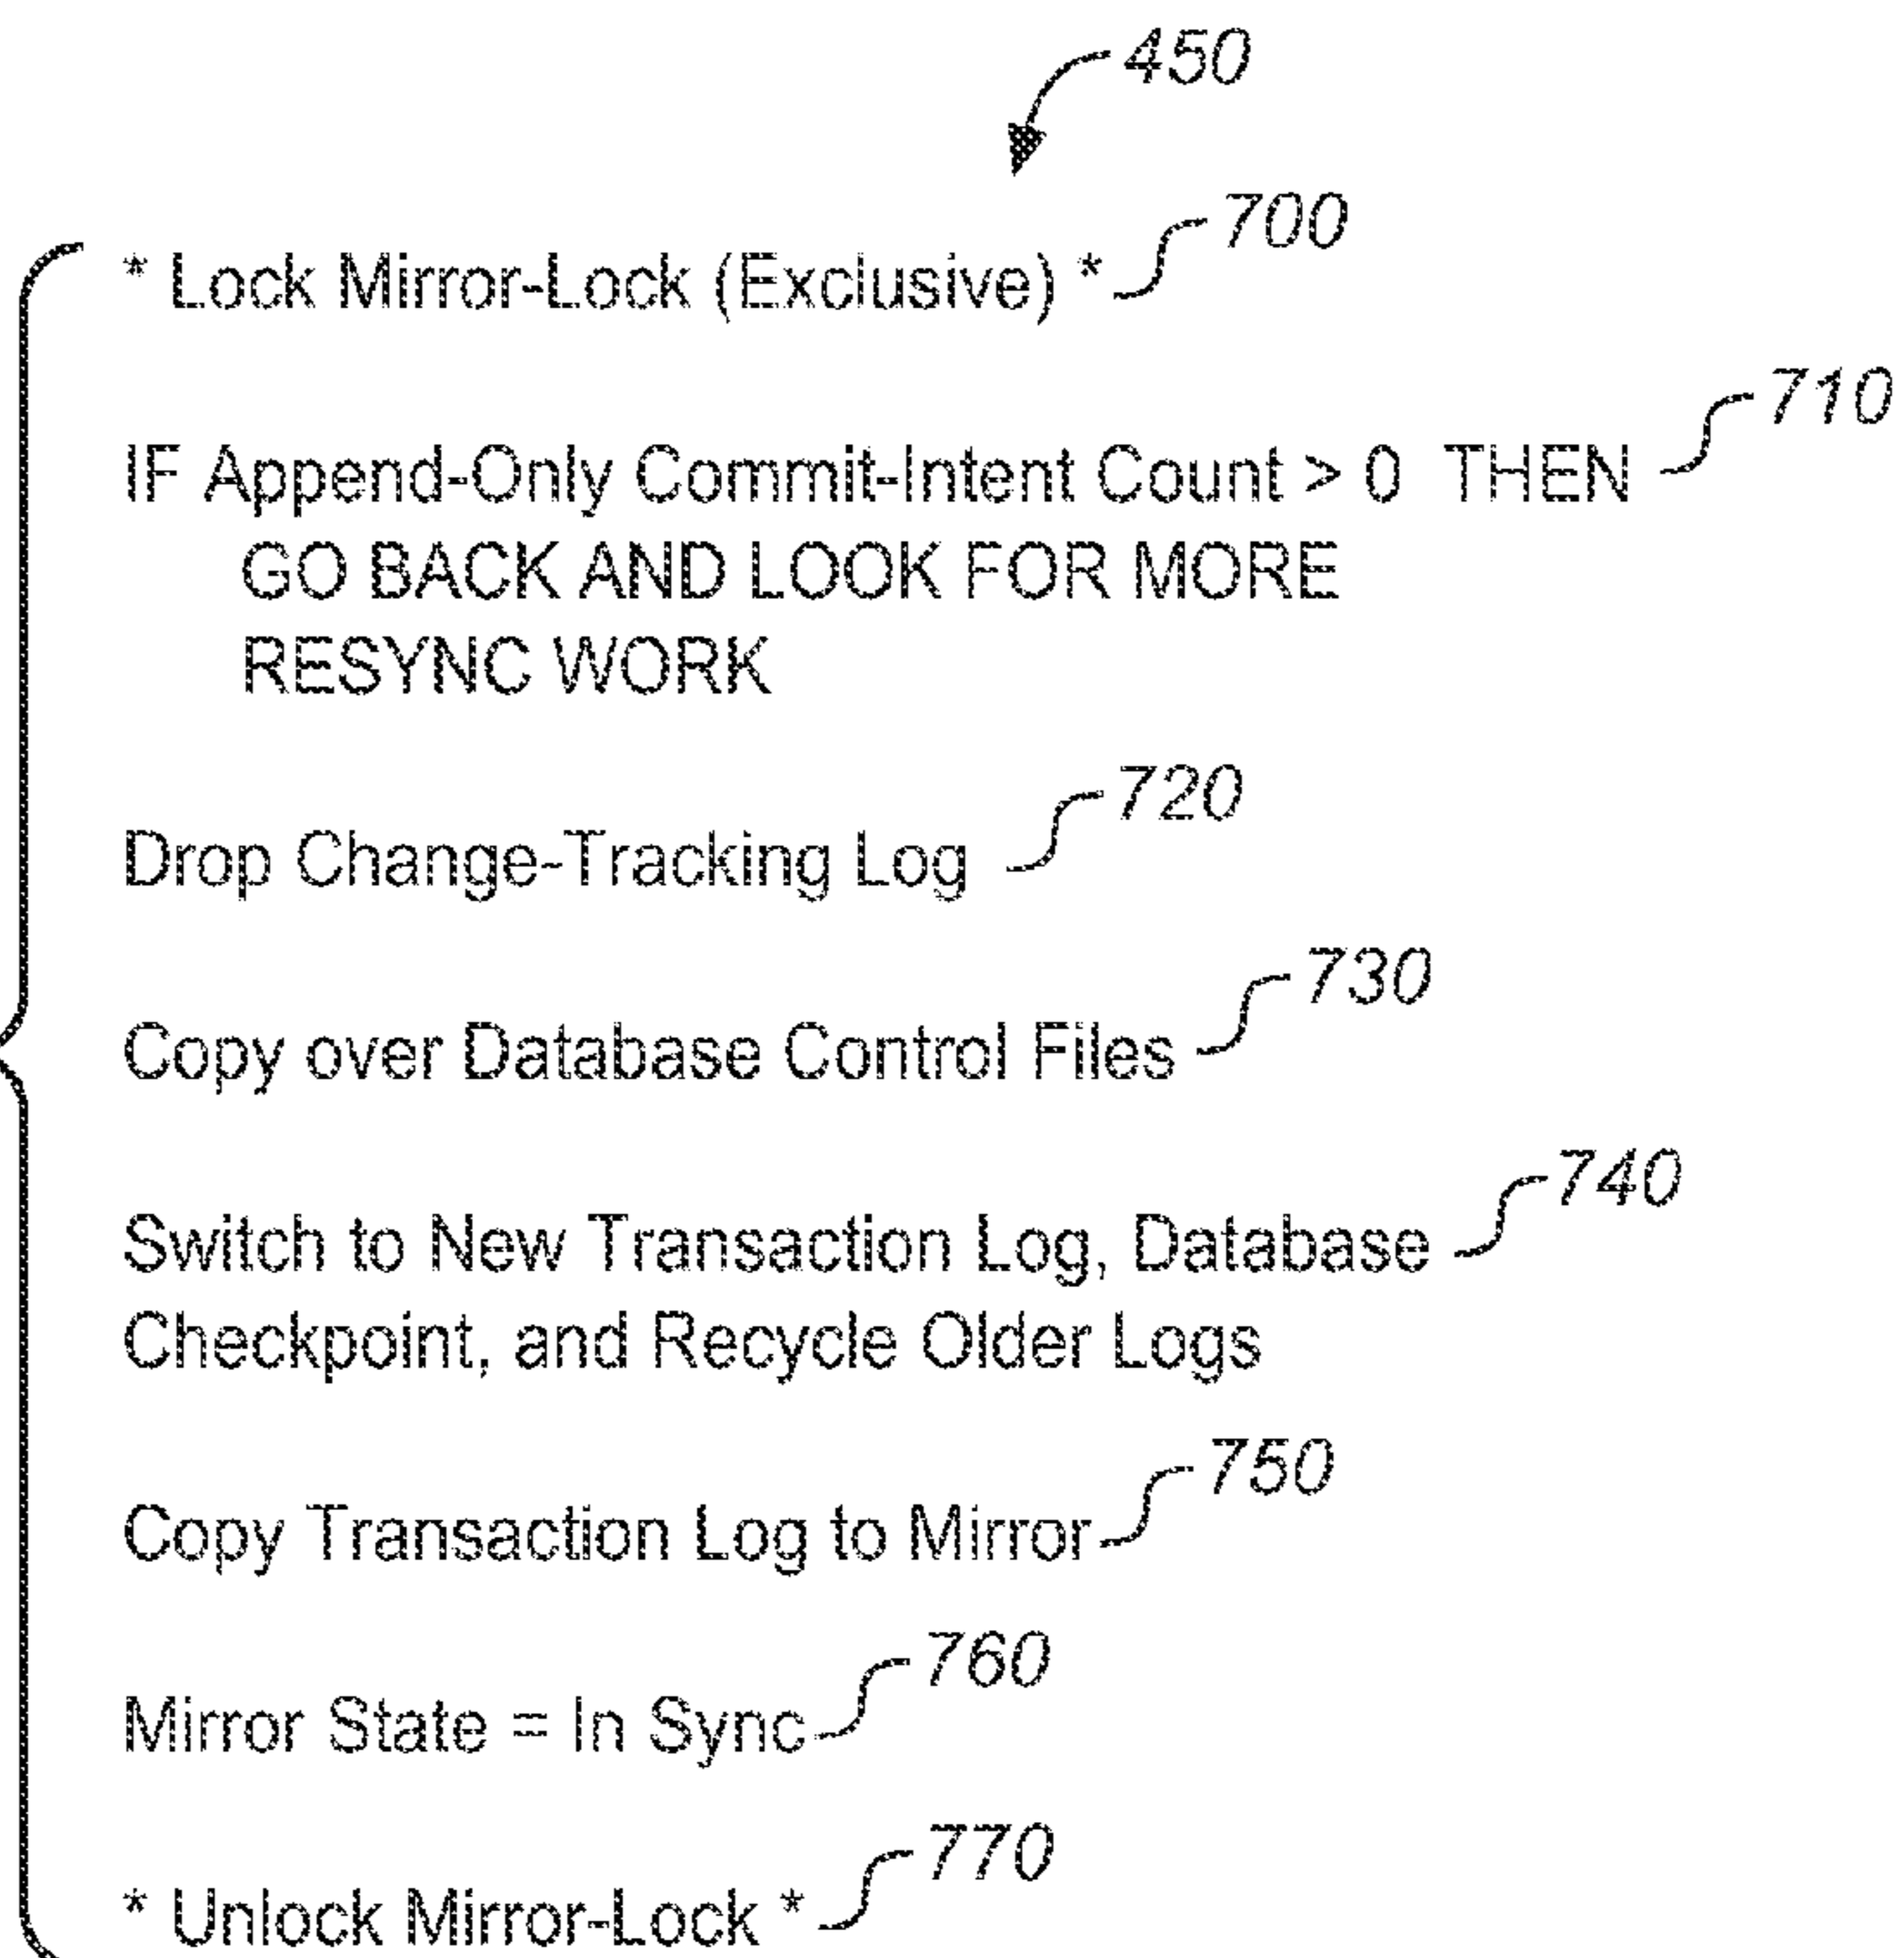 450
* Lock Mirror-Lock (Exclusive) * 700
IF Append-Only Commit-Intent Count > 0 THEN 710
GO BACK AND LOOK FOR MORE
RESYNC WORK
Drop Change-Tracking Log 720
Copy over Database Control Files 730
Switch to New Transaction Log, Database 740
Checkpoint, and Recycle Older Logs
Copy Transaction Log to Mirror 750
Mirror State = In Sync 760
* Unlock Mirror-Lock * 770